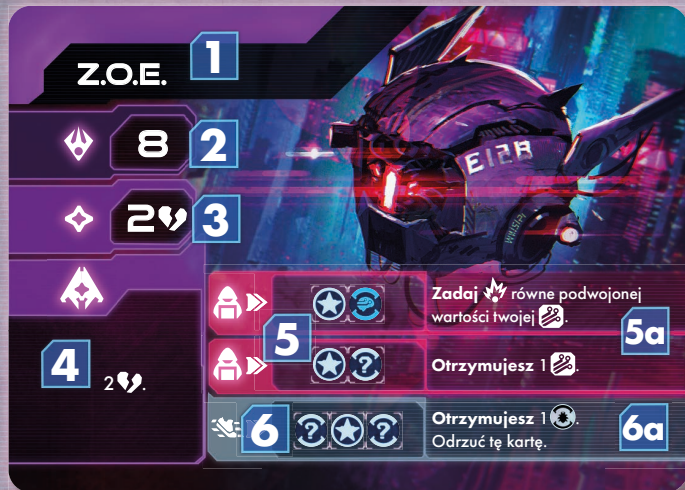 Z.O.E.
1
8
2
2
3
E12B
Zadaj równe podwojonej
wartości twojej .
5a
5
4
2 .
Otrzymujesz 1 .
6
Otrzymujesz 1 .
Odrzuć tę kartę.
6a